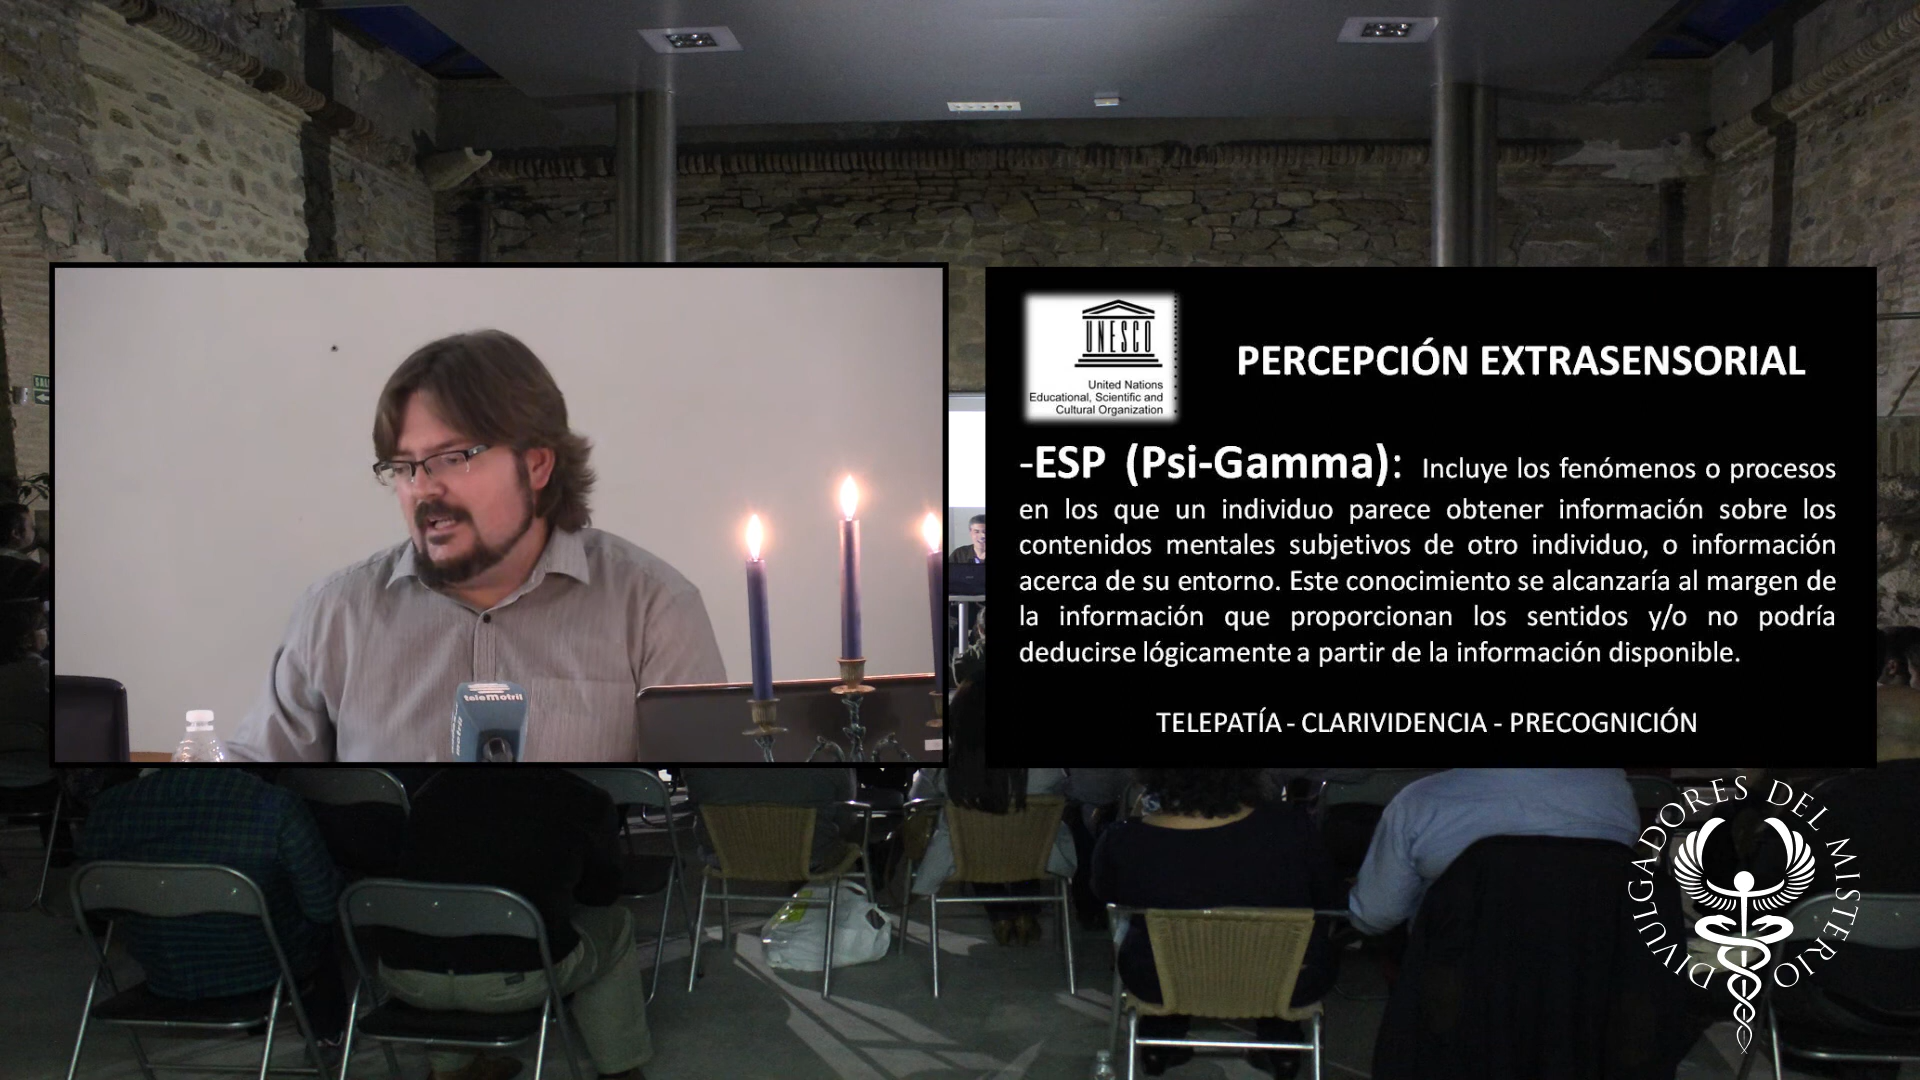 UNESCO
United Nations
Educational, Scientific and
Cultural Organization
PERCEPCIÓN EXTRASENSORIAL
-ESP (Psi-Gamma): Incluye los fenómenos o procesos
en los que un individuo parece obtener información sobre los
contenidos mentales subjetivos de otro individuo, o información
acerca de su entorno. Este conocimiento se alcanzaría al margen de
la información que proporcionan los sentidos y/o no podría
deducirse lógicamente a partir de la información disponible.
TELEPATÍA - CLARIVIDENCIA - PRECOGNICIÓN
teleMotril
DIVULGADORES DEL MISTERIO